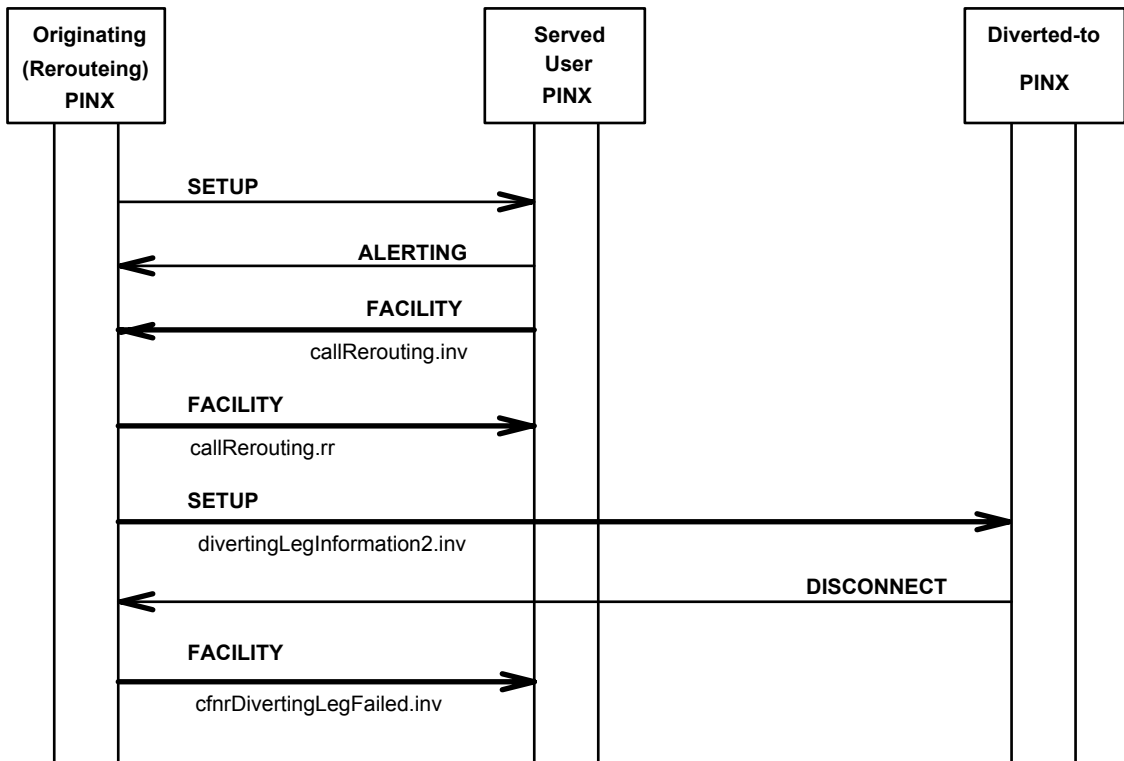 Originating
(Rerouteing)
PINX
Served
User
PINX
Diverted-to
PINX
SETUP
ALERTING
FACILITY
callRerouting.inv
FACILITY
callRerouting.rr
SETUP
divertingLegInformation2.inv
DISCONNECT
FACILITY
cfnrDivertingLegFailed.inv